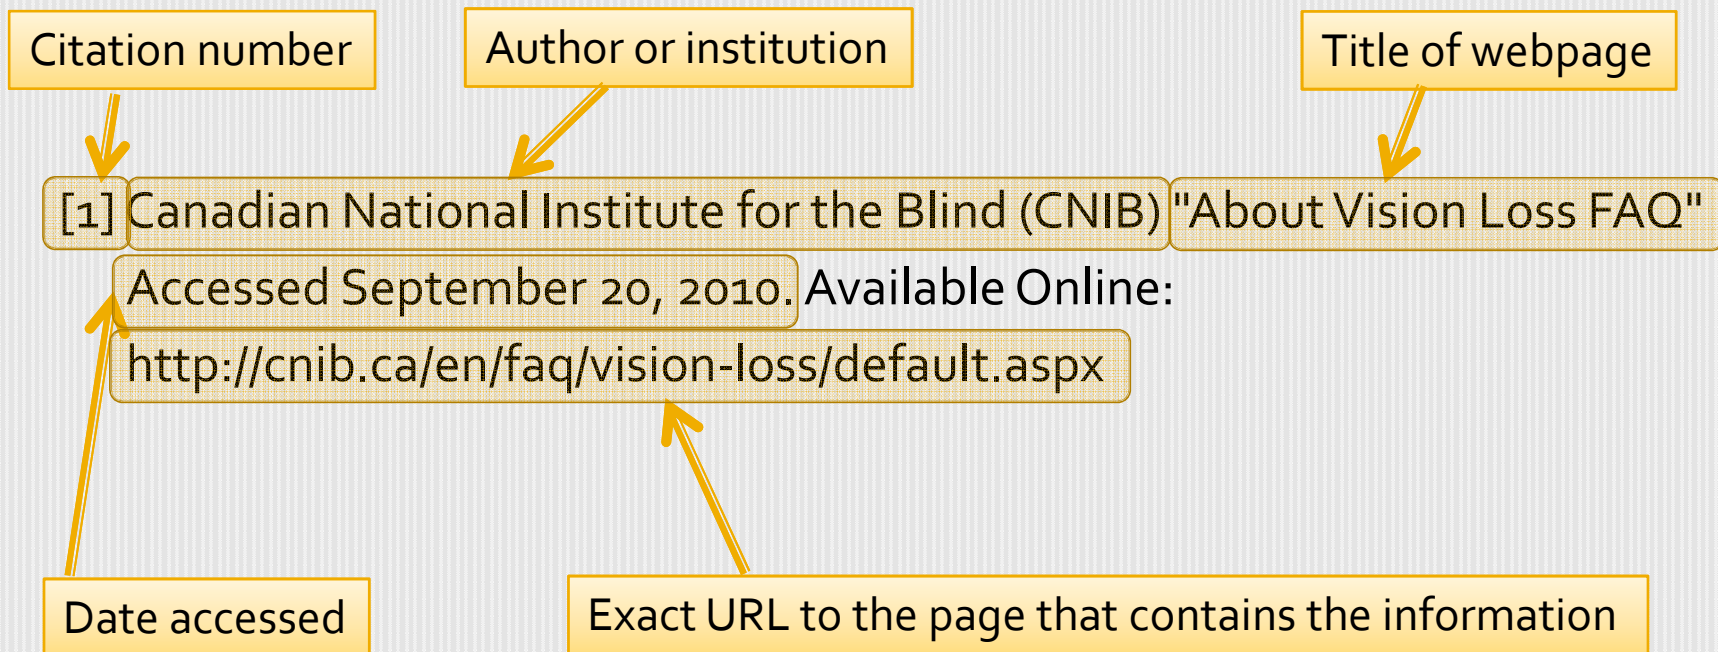 Citation number
Author or institution
Title of webpage
[1] Canadian National Institute for the Blind (CNIB) "About Vision Loss FAQ"
Accessed September 20, 2010. Available Online:
http://cnib.ca/en/faq/vision-loss/default.aspx
Date accessed
Exact URL to the page that contains the information